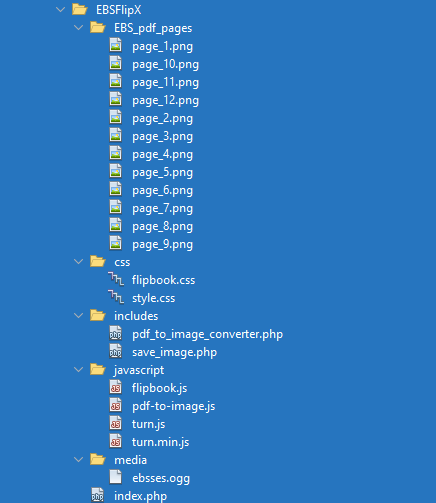 EBSFlipX
EBS_pdf_pages
page_1.png
page_10.png
page_11.png
page_12.png
page_2.png
page_3.png
page_4.png
page_5.png
page_6.png
page_7.png
page_8.png
page_9.png
css
flipbook.css
style.css
includes
pdf_to_image_converter.php
save_image.php
javascript
flipbook.js
pdf-to-image.js
turn.js
turn.min.js
media
ebsses.ogg
index.php